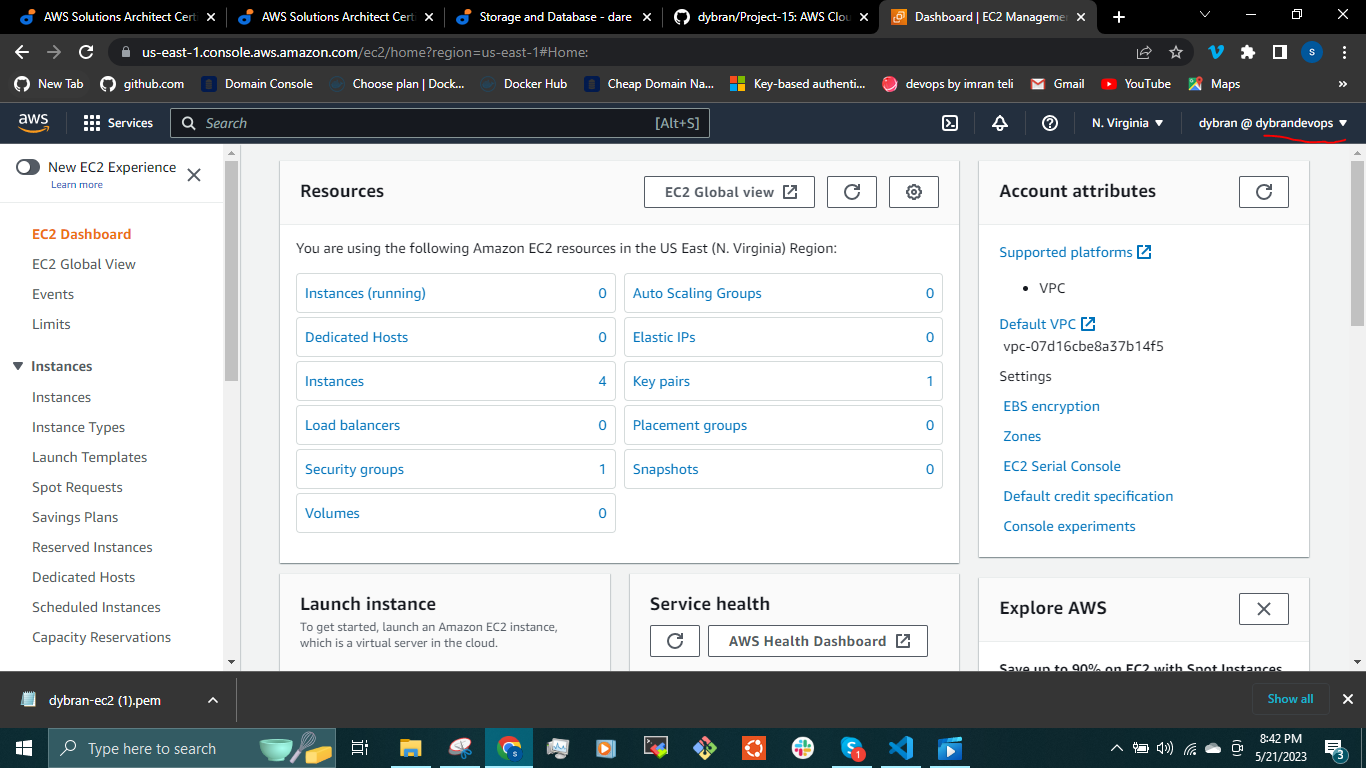 AWS Solutions Architect Certi
AWS Solutions Architect Certi
Storage and Database - dare
dybran/Project-15: AWS Clou
Dashboard | EC2 Managemen
us-east-1.console.aws.amazon.com/ec2/home?region=us-east-1#Home:
S
New Tab
github.com
Domain Console
Choose plan | Dock...
Docker Hub
Cheap Domain Na...
Key-based authenti...
devops by imran teli
Gmail
YouTube
Maps
»
aws
Services
Search
[Alt+S]
N. Virginia
dybran @ dybrandevops
New EC2 Experience
Learn more
EC2 Dashboard
EC2 Global View
Events
Limits
Instances
Instances
Instance Types
Launch Templates
Spot Requests
Savings Plans
Reserved Instances
Dedicated Hosts
Scheduled Instances
Capacity Reservations
Resources
EC2 Global view
You are using the following Amazon EC2 resources in the US East (N. Virginia) Region:
Instances (running) 0
Auto Scaling Groups 0
Dedicated Hosts 0
Elastic IPs 0
Instances 4
Key pairs 1
Load balancers 0
Placement groups 0
Security groups 1
Snapshots 0
Volumes 0
Launch instance
To get started, launch an Amazon EC2 instance,
which is a virtual server in the cloud.
Service health
AWS Health Dashboard
Account attributes
Supported platforms
• VPC
Default VPC
vpc-07d16cbe8a37b14f5
Settings
EBS encryption
Zones
EC2 Serial Console
Default credit specification
Console experiments
Explore AWS
Save up to 90% on EC2 with Spot Instances
dybran-ec2 (1).pem
Show all
Type here to search
1
8:42 PM
5/21/2023
3